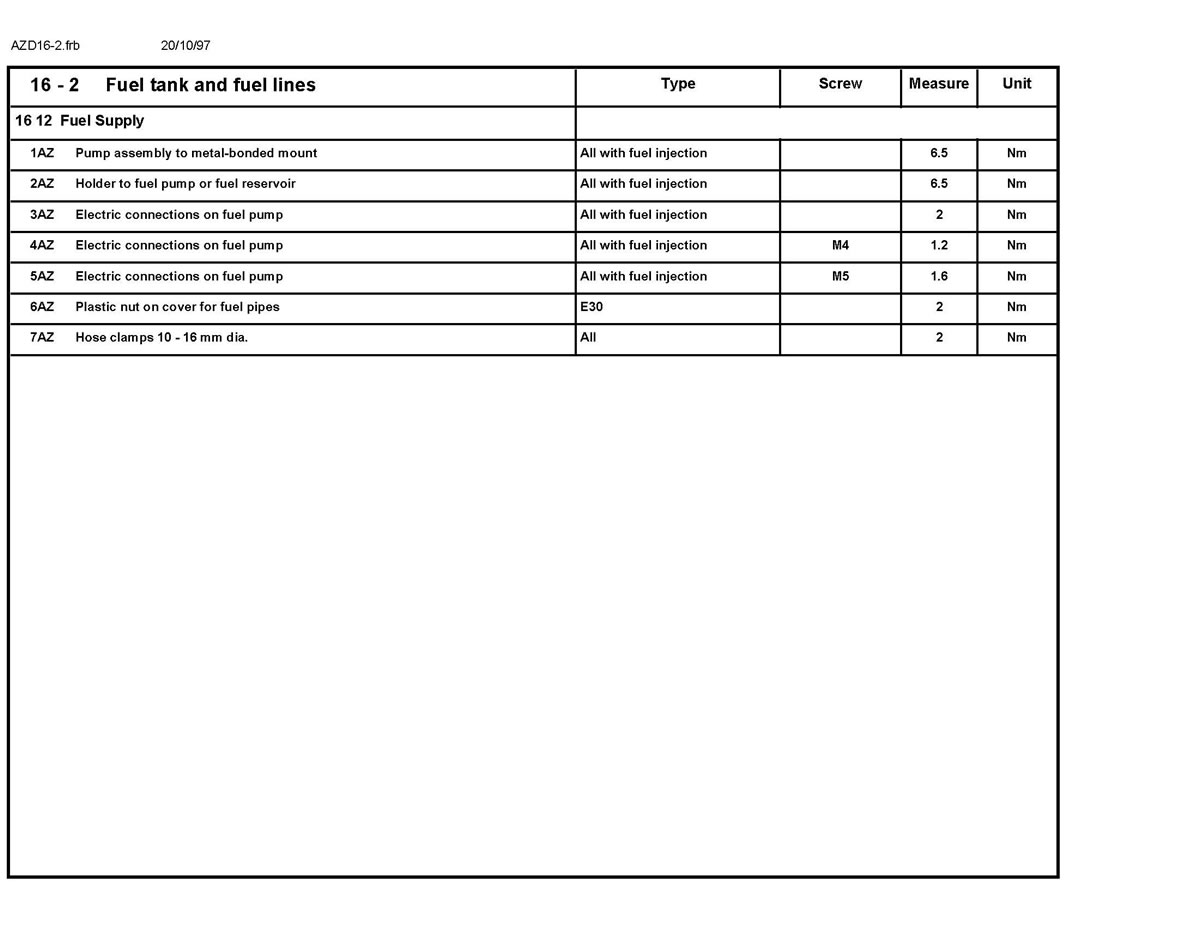 AZD16-2.frb 20/10/97
16 - 2 Fuel tank and fuel lines Type Screw Measure Unit
16 12 Fuel Supply
1AZ Pump assembly to metal-bonded mount All with fuel injection 6.5 Nm
2AZ Holder to fuel pump or fuel reservoir All with fuel injection 6.5 Nm
3AZ Electric connections on fuel pump All with fuel injection 2 Nm
4AZ Electric connections on fuel pump All with fuel injection M4 1.2 Nm
5AZ Electric connections on fuel pump All with fuel injection M5 1.6 Nm
6AZ Plastic nut on cover for fuel pipes E30 2 Nm
7AZ Hose clamps 10 - 16 mm dia. All 2 Nm